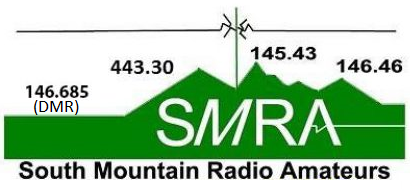 145.43
443.30
146.46
146.685
(DMR)
SMRA
South Mountain Radio Amateurs